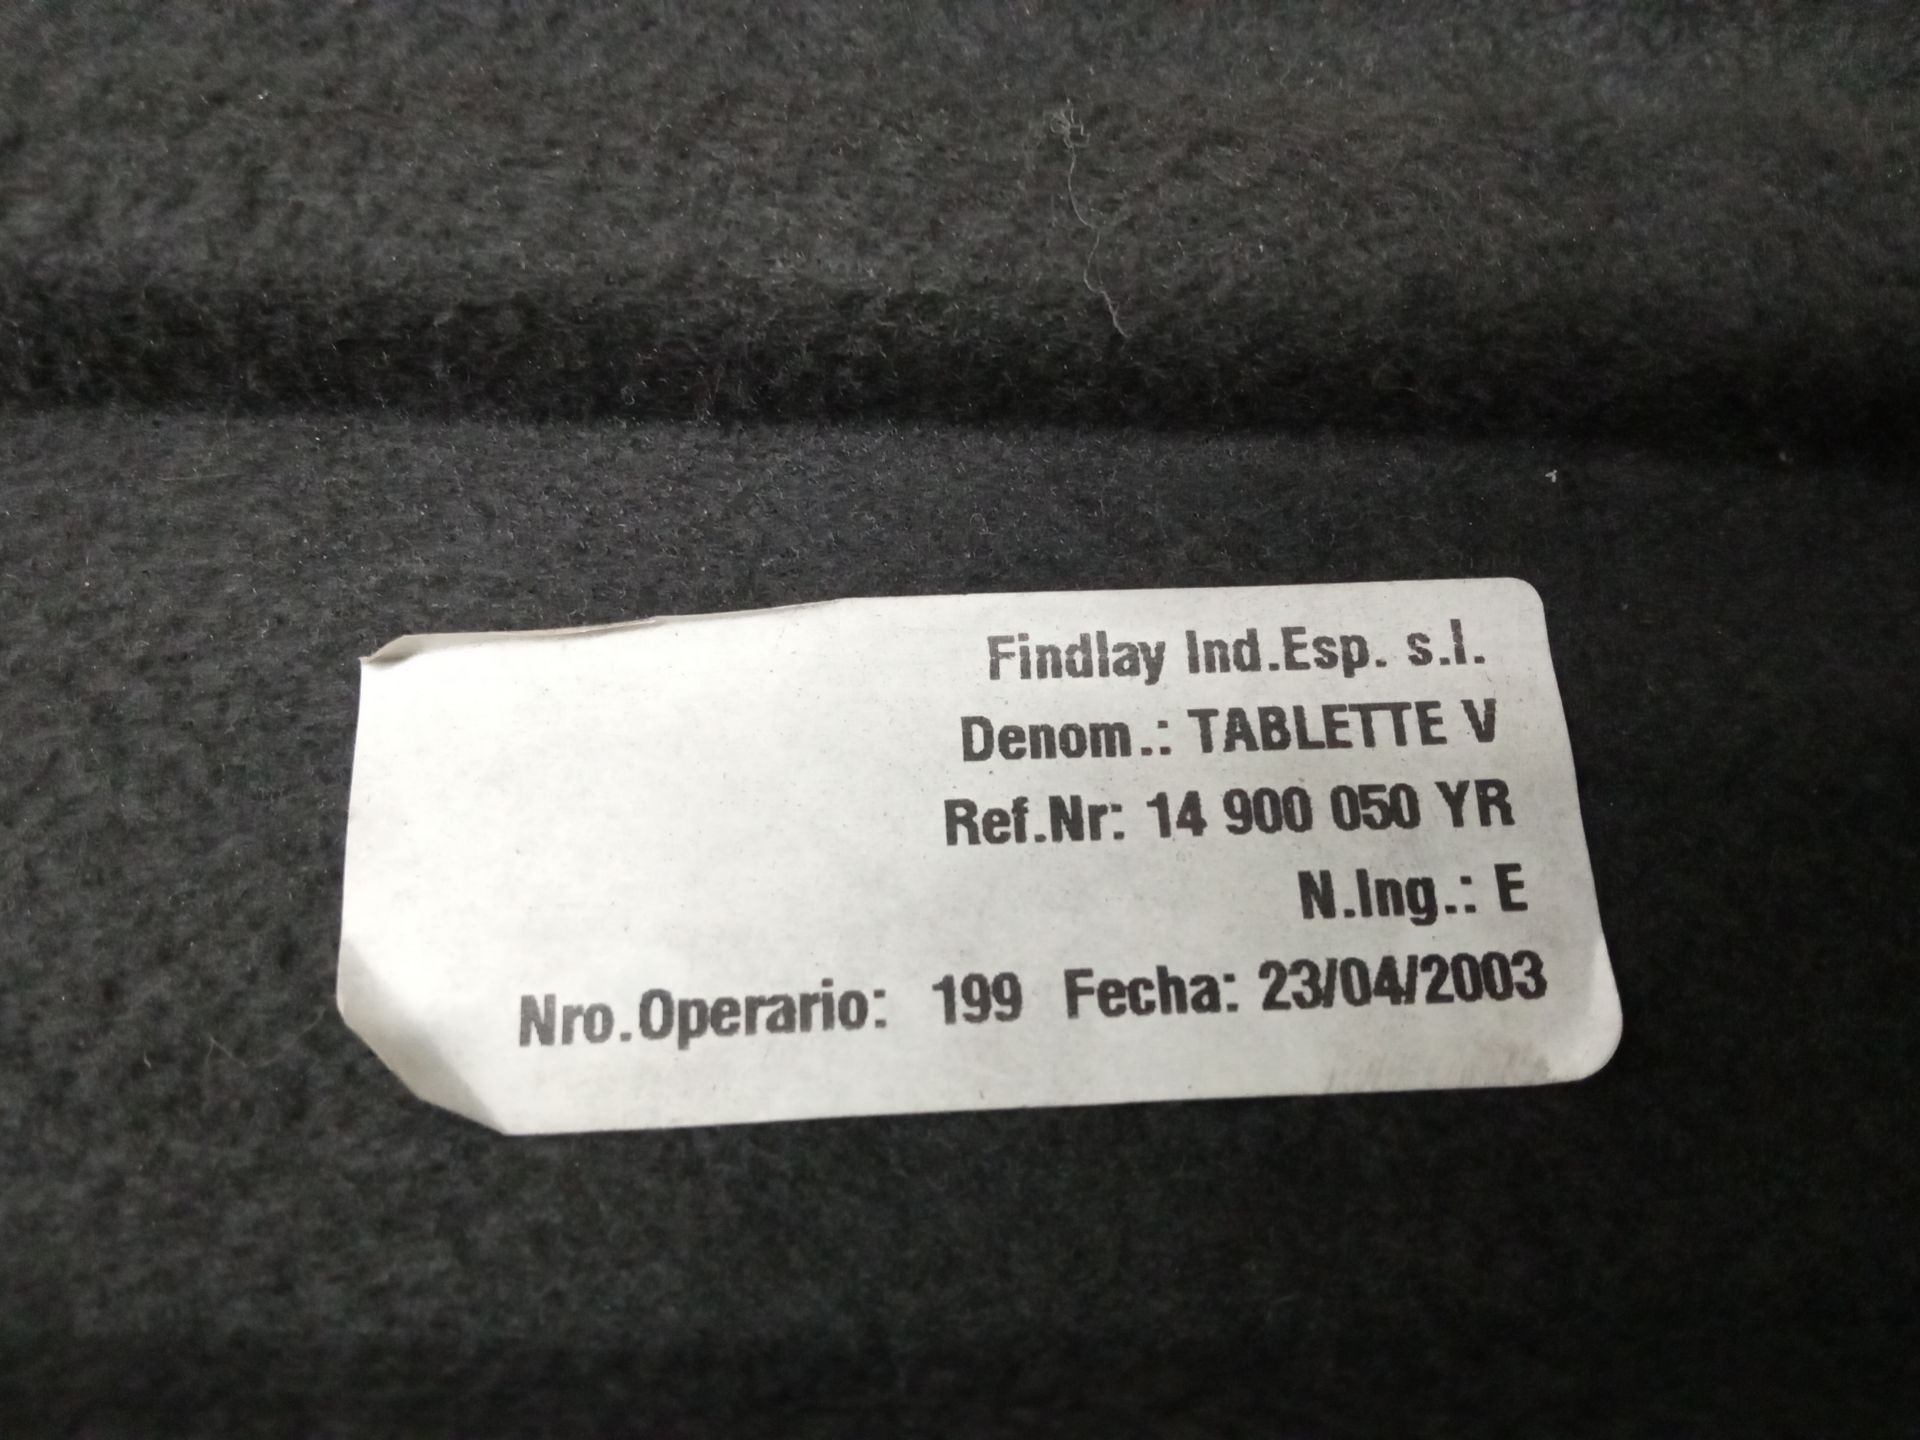 Findlay Ind.Esp. s.l.
Denom.: TABLETTE V
Ref.Nr: 14 900 050 YR
N.Ing.: E
Nro.Operario: 199 Fecha: 23/04/2003